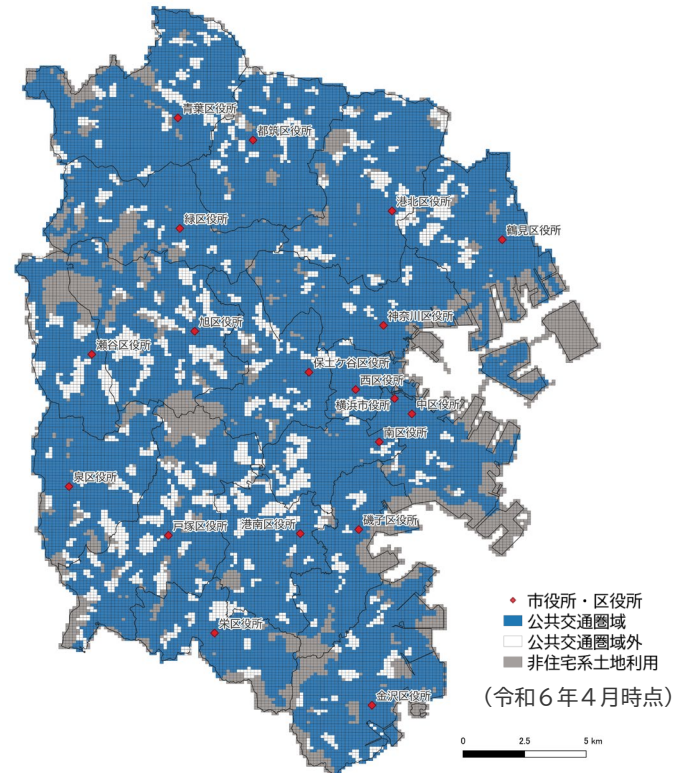 青葉区役所
都筑区役所
港北区役所
緑区役所
鶴見区役所
神奈川区役所
旭区役所
瀬谷区役所
保土ケ谷区役所
西区役所
横浜市役所
中区役所
南区役所
泉区役所
戸塚区役所
港南区役所
磯子区役所
栄区役所
金沢区役所
市役所・区役所
公共交通圏域
公共交通圏域外
非住宅系土地利用
（令和６年４月時点）
0 2.5 5 km